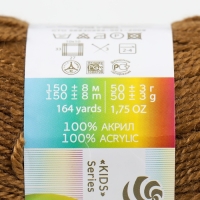 150 ± 8 м 50 ± 3 г
150 ± 8 m 50 ± 3 g
164 yards 1,75 OZ
100% АКРИЛ
100% ACRYLIC
«KIDS»
Series